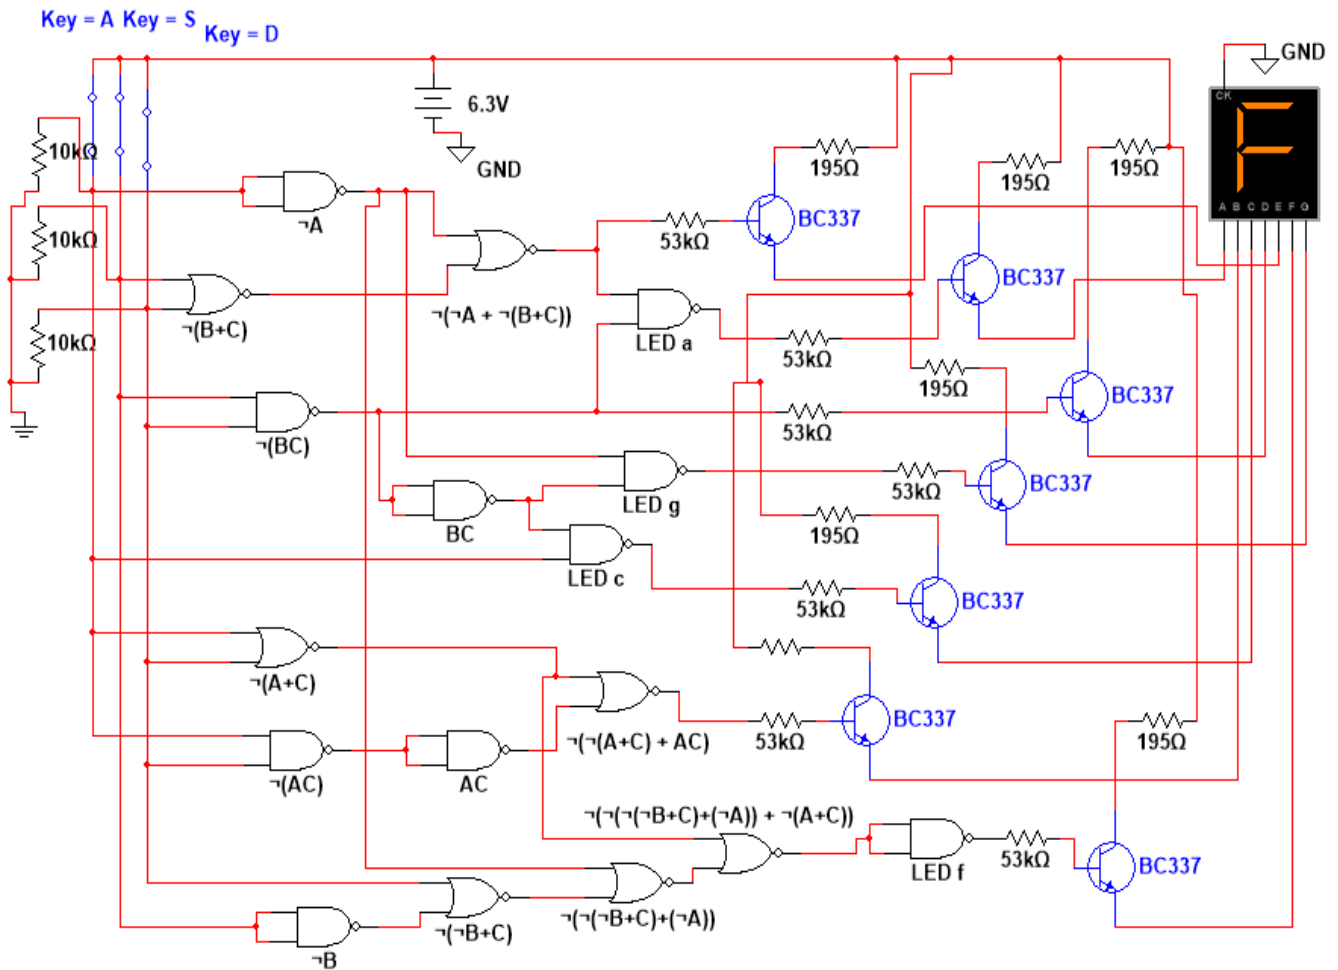 Key = A Key = S
Key = D
GND
6.3V
GND
CK
A B C D E F G
10kΩ
10kΩ
10kΩ
¬A
¬(B+C)
¬(¬A + ¬(B+C))
53kΩ
195Ω
BC337
195Ω
BC337
195Ω
BC337
LED a
53kΩ
195Ω
¬(BC)
53kΩ
LED g
53kΩ
BC337
BC
LED c
195Ω
53kΩ
BC337
¬(A+C)
¬(¬(A+C) + AC)
53kΩ
BC337
195Ω
¬(AC)
AC
¬(¬(¬(¬B+C)+(¬A)) + ¬(A+C))
LED f
53kΩ
BC337
¬(¬(¬B+C)+(¬A))
¬(¬B+C)
¬B